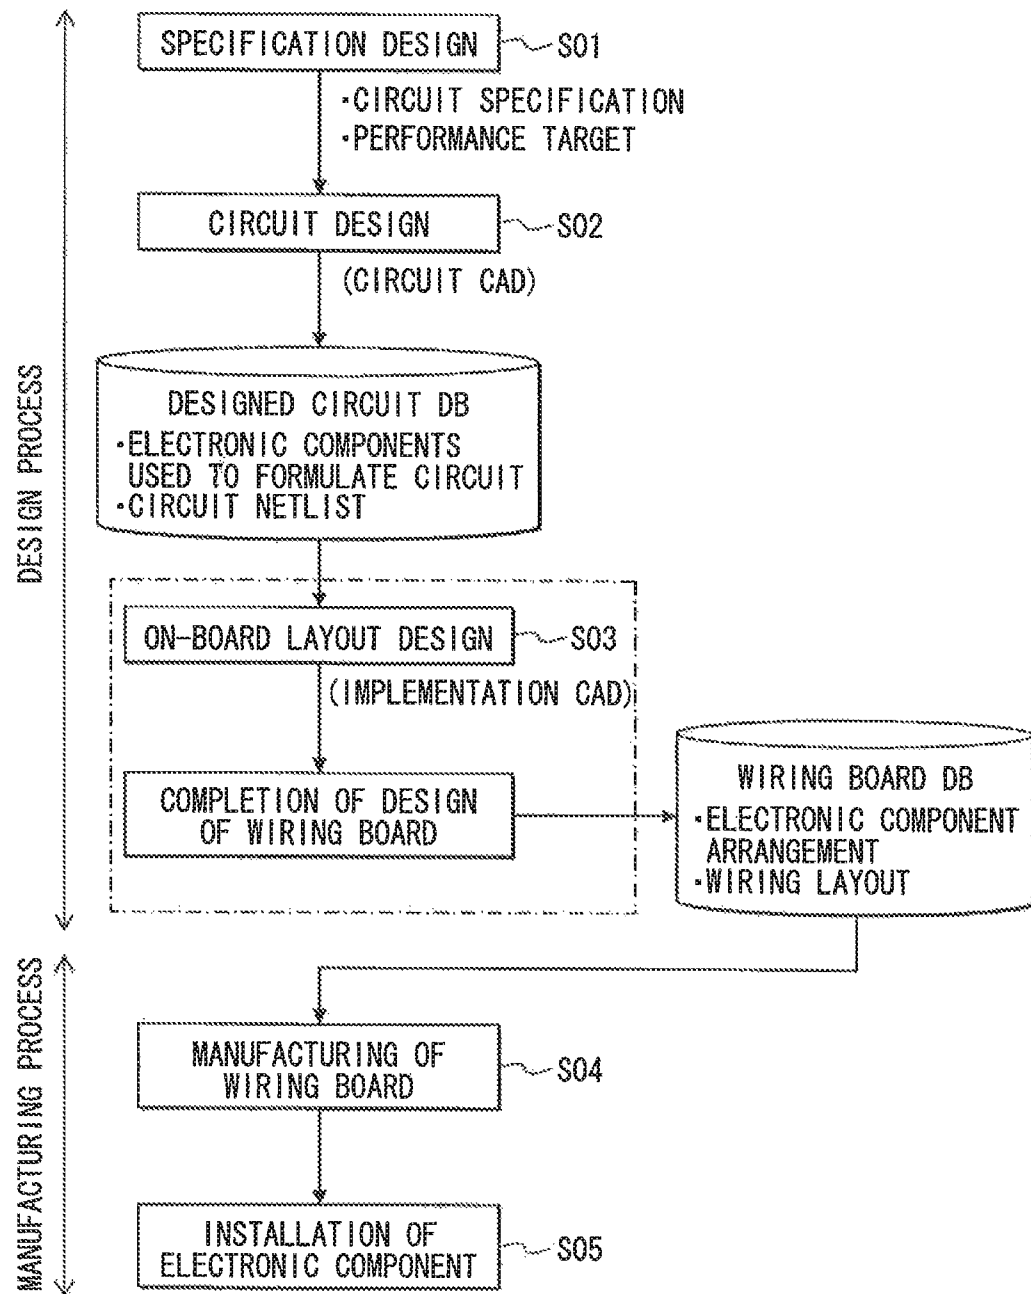 SPECIFICATION DESIGN
S01
・CIRCUIT SPECIFICATION
・PERFORMANCE TARGET
CIRCUIT DESIGN
S02
(CIRCUIT CAD)
DESIGN PROCESS
DESIGNED CIRCUIT DB
・ELECTRONIC COMPONENTS
USED TO FORMULATE CIRCUIT
・CIRCUIT NETLIST
ON-BOARD LAYOUT DESIGN
S03
(IMPLEMENTATION CAD)
COMPLETION OF DESIGN
OF WIRING BOARD
WIRING BOARD DB
・ELECTRONIC COMPONENT
ARRANGEMENT
・WIRING LAYOUT
MANUFACTURING PROCESS
MANUFACTURING OF
WIRING BOARD
S04
INSTALLATION OF
ELECTRONIC COMPONENT
S05